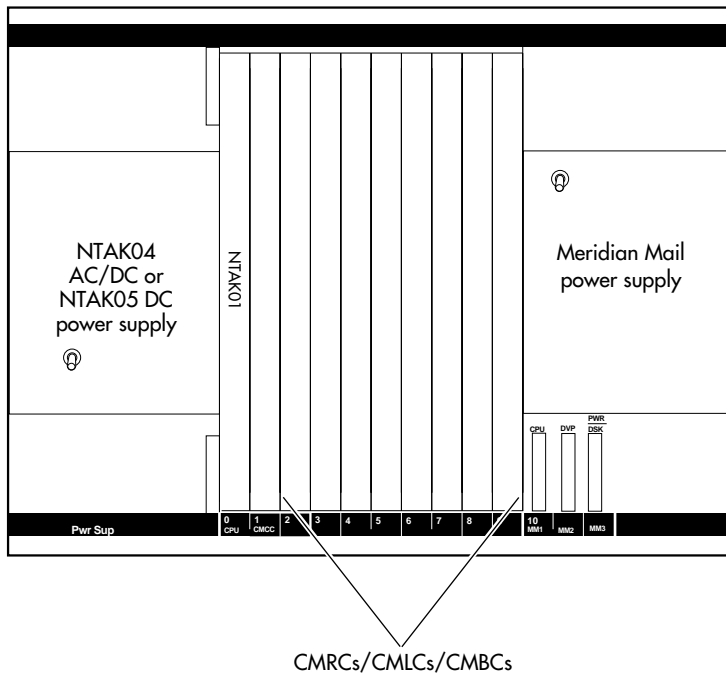 NTAK04
AC/DC or
NTAK05 DC
power supply
NTAK01
Meridian Mail
power supply
CPU
DVP
PWR
DSK
Pwr Sup
0
CPU
1
CMCC
2
3
4
5
6
7
8
10
MM1
MM2
MM3
CMRCs/CMLCs/CMBCs